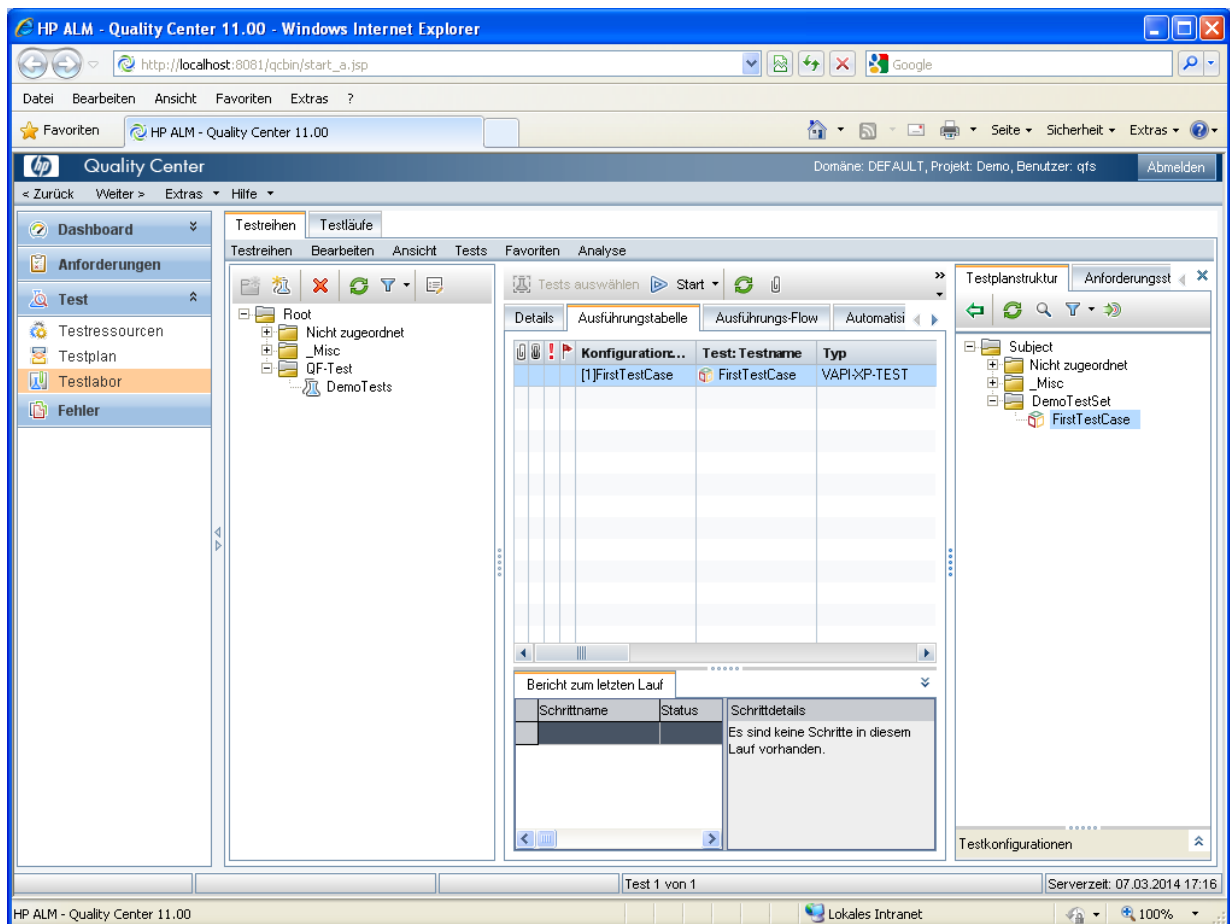 HP ALM - Quality Center 11.00 - Windows Internet Explorer
http://localhost:8081/qcbin/start_a.jsp
Google
Datei Bearbeiten Ansicht Favoriten Extras ?
Favoriten
HP ALM - Quality Center 11.00
Seite
Sicherheit
Extras
hp
Quality Center
Domäne: DEFAULT, Projekt: Demo, Benutzer: qfs
Abmelden
< Zurück Weiter > Extras Hilfe
Dashboard
Anforderungen
Test
Testressourcen
Testplan
Testlabor
Fehler
Testreihen Testläufe
Testreihen Bearbeiten Ansicht Tests Favoriten Analyse
Root
Nicht zugeordnet
_Misc
QF-Test
DemoTests
Tests auswählen
Start
Details Ausführungstabelle Ausführungs-Flow Automatisi
Konfiguration:... Test: Testname Typ
[1]FirstTestCase FirstTestCase VAPI-XP-TEST
Bericht zum letzten Lauf
Schrittname Status
Schrittdetails
Es sind keine Schritte in diesem
Lauf vorhanden.
Testplanstruktur Anforderungsst
Subject
Nicht zugeordnet
_Misc
DemoTestSet
FirstTestCase
Testkonfigurationen
Test 1 von 1
Serverzeit: 07.03.2014 17:16
HP ALM - Quality Center 11.00
Lokales Intranet
100%